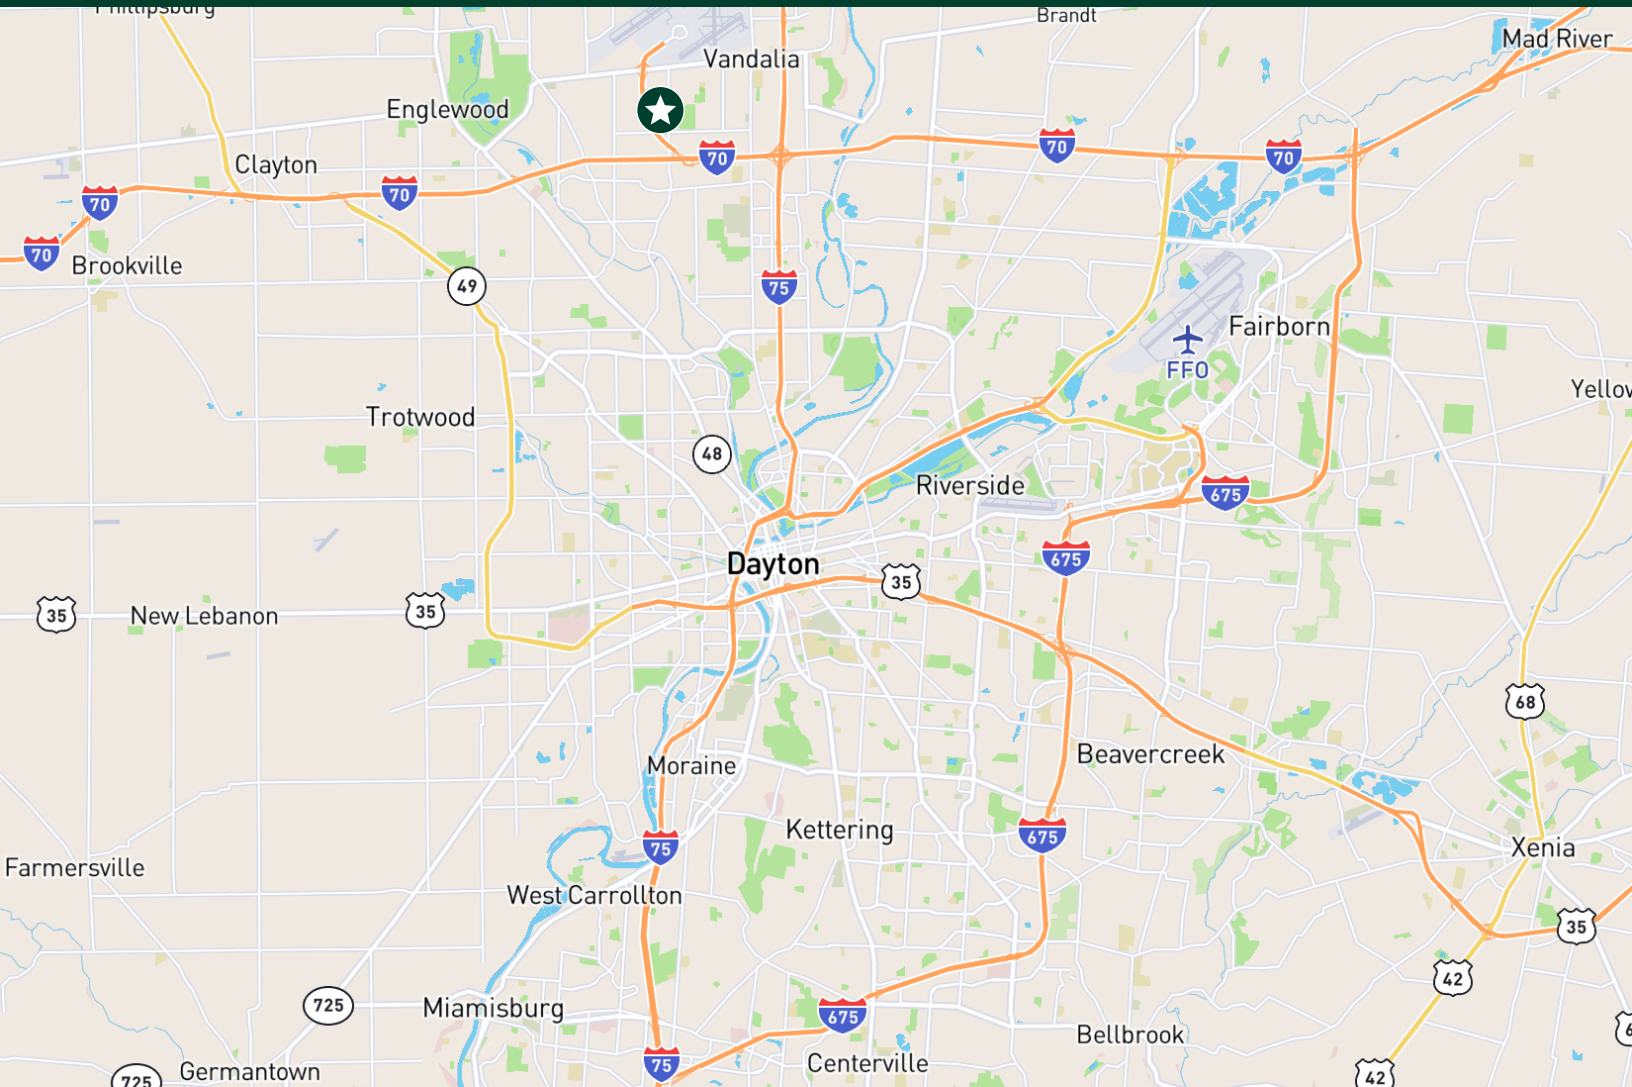 Phillipsburg
Brandt
Mad River
Vandalia
Englewood
70
70
70
Clayton
70
70
70
Brookville
49
75
Fairborn
FFO
Yellow
Trotwood
48
Riverside
675
Dayton
675
35
35
35
New Lebanon
68
Beavercreek
Moraine
Kettering
675
75
Xenia
Farmersville
West Carrollton
35
42
725
Miamisburg
675
Bellbrook
75
Centerville
Germantown
725
42